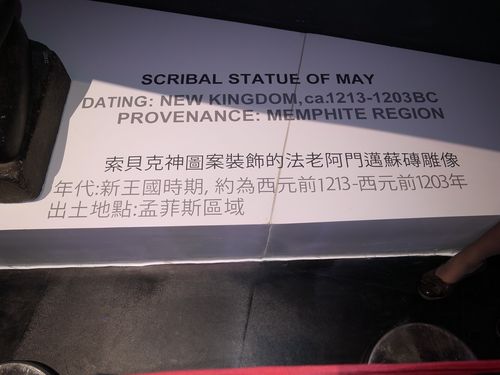 SCRIBAL STATUE OF MAY
DATING: NEW KINGDOM, ca.1213-1203BC
PROVENANCE: MEMPHITE REGION
索貝克神圖案裝飾的法老阿門邁蘇磚雕像
年代:新王國時期, 約為西元前1213-西元前1203年
出土地點:孟菲斯區域